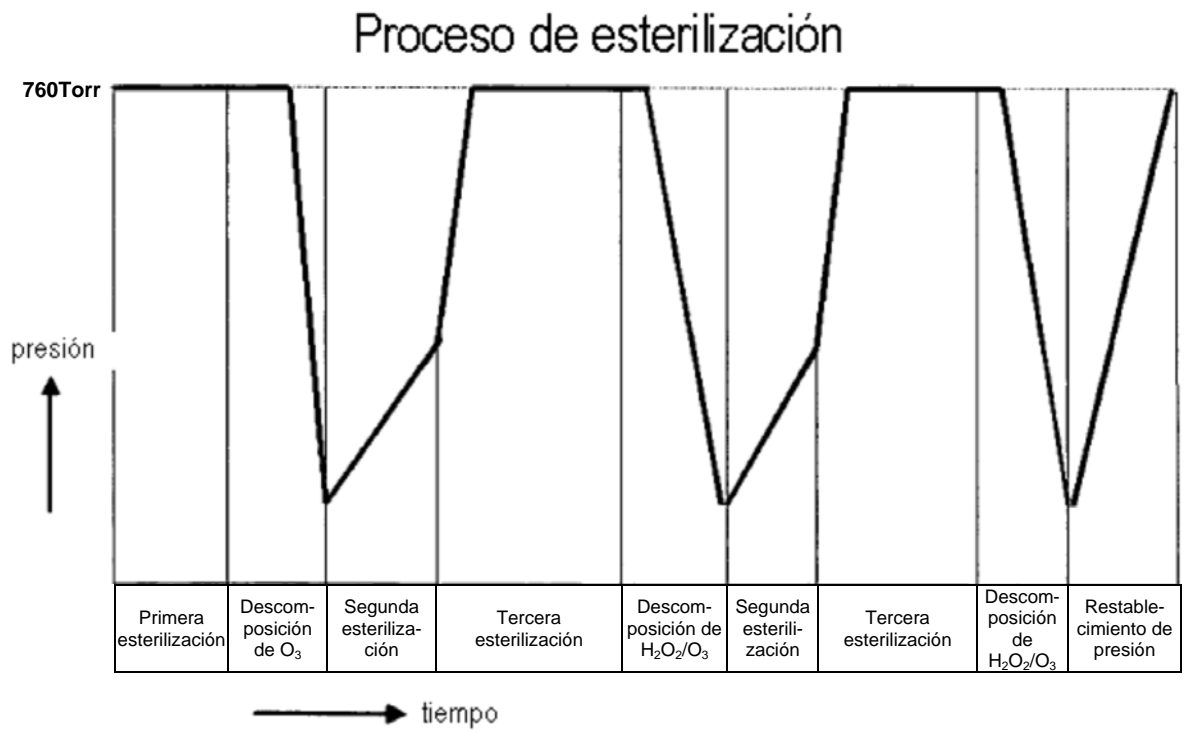 Proceso de esterilización
760Torr
presión
Primera
esterilización
Descom-
posición
de O₃
Segunda
esteriliza-
ción
Tercera
esterilización
Descom-
posición de
H₂O₂/O₃
Segunda
esterili-
zación
Tercera
esterilización
Descom-
posición
de
H₂O₂/O₃
Restable-
cimiento de
presión
tiempo